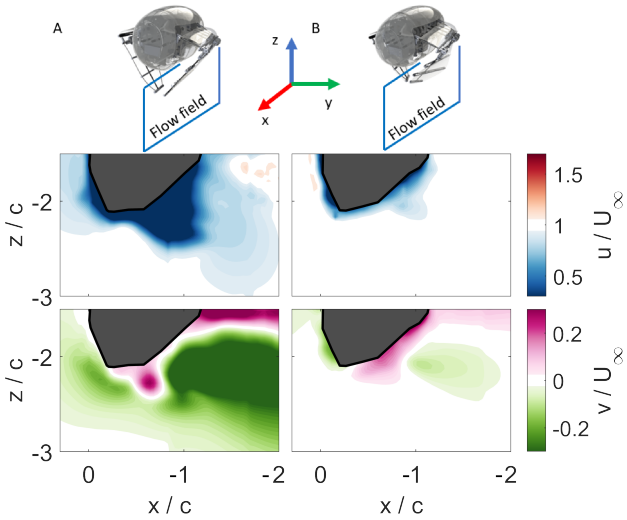 A
B
z
y
x
Flow field
Flow field
z / c
-2
-3
1.5
1
0.5
u / U∞
z / c
-2
-3
0
-1
-2
0
-1
-2
x / c
x / c
0.2
0
-0.2
v / U∞